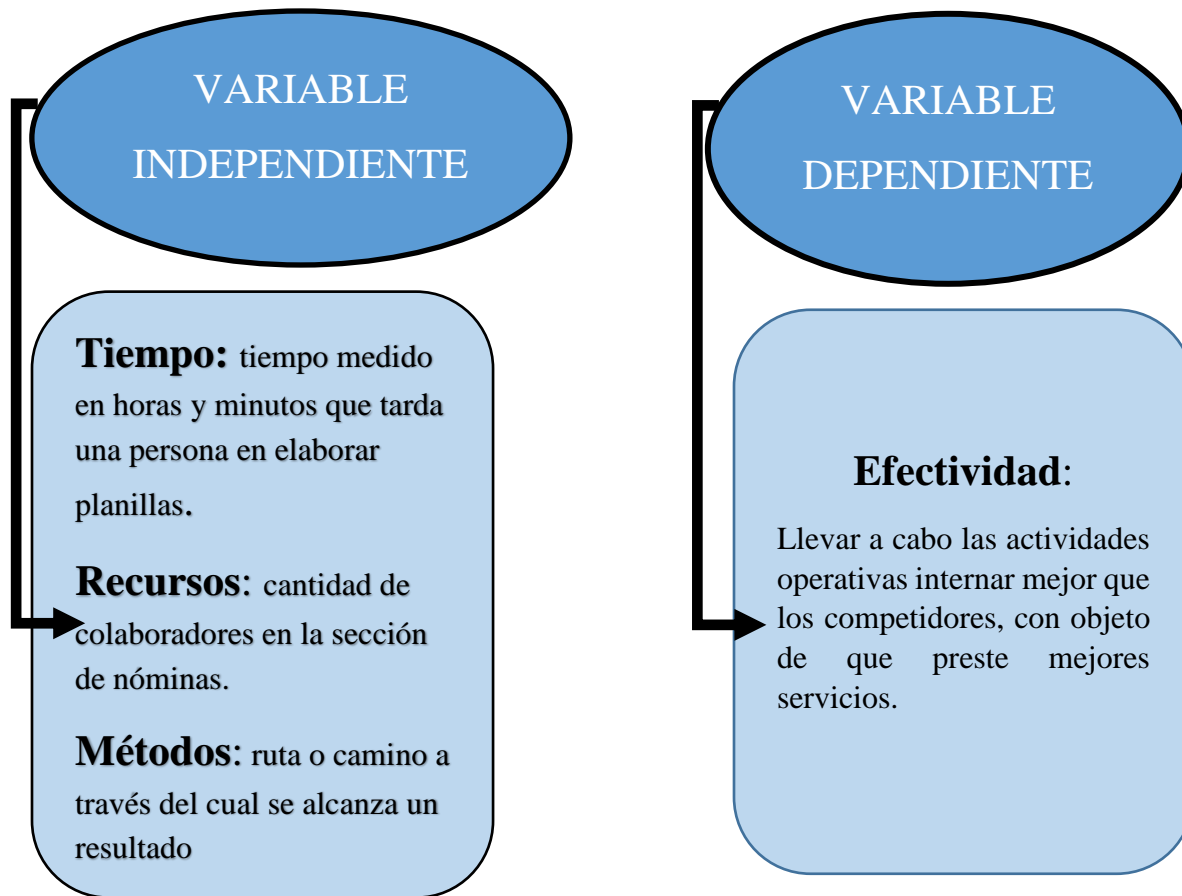 VARIABLE
INDEPENDIENTE
Tiempo: tiempo medido
en horas y minutos que tarda
una persona en elaborar
planillas.
Recursos: cantidad de
colaboradores en la sección
de nóminas.
Métodos: ruta o camino a
través del cual se alcanza un
resultado
VARIABLE
DEPENDIENTE
Efectividad:
Llevar a cabo las actividades
operativas internar mejor que
los competidores, con objeto
de que preste mejores
servicios.